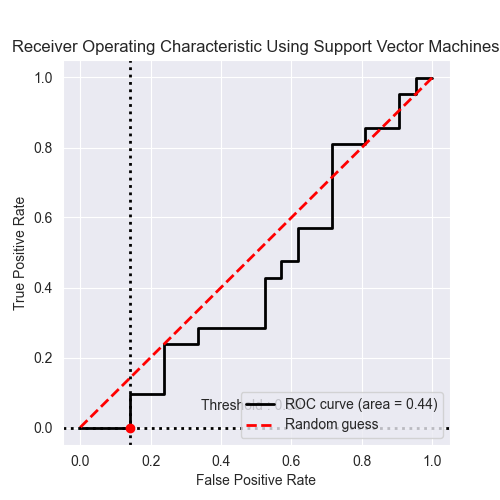 Receiver Operating Characteristic Using Support Vector Machines
1.0
0.8
0.6
0.4
0.2
0.0
True Positive Rate
Threshold
ROC curve (area = 0.44)
Random guess
0.0 0.2 0.4 0.6 0.8 1.0
False Positive Rate